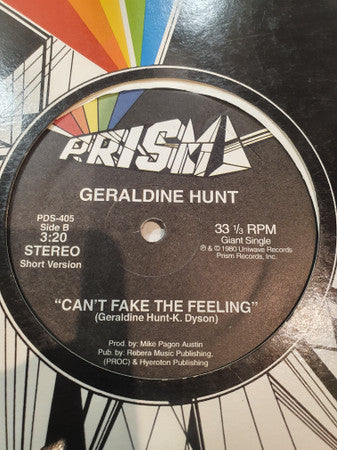 PRISM
GERALDINE HUNT
PDS-405
Side B
3:20
STEREO
Short Version
33 1/3 RPM
Giant Single
℗ & © 1980 Uniwave Records
Prism Records, Inc.
"CAN'T FAKE THE FEELING"
(Geraldine Hunt-K. Dyson)
Prod. by: Mike Pagon Austin
Pub. by: Rebera Music Publishing,
(PROC) & Hyeroton Publishing